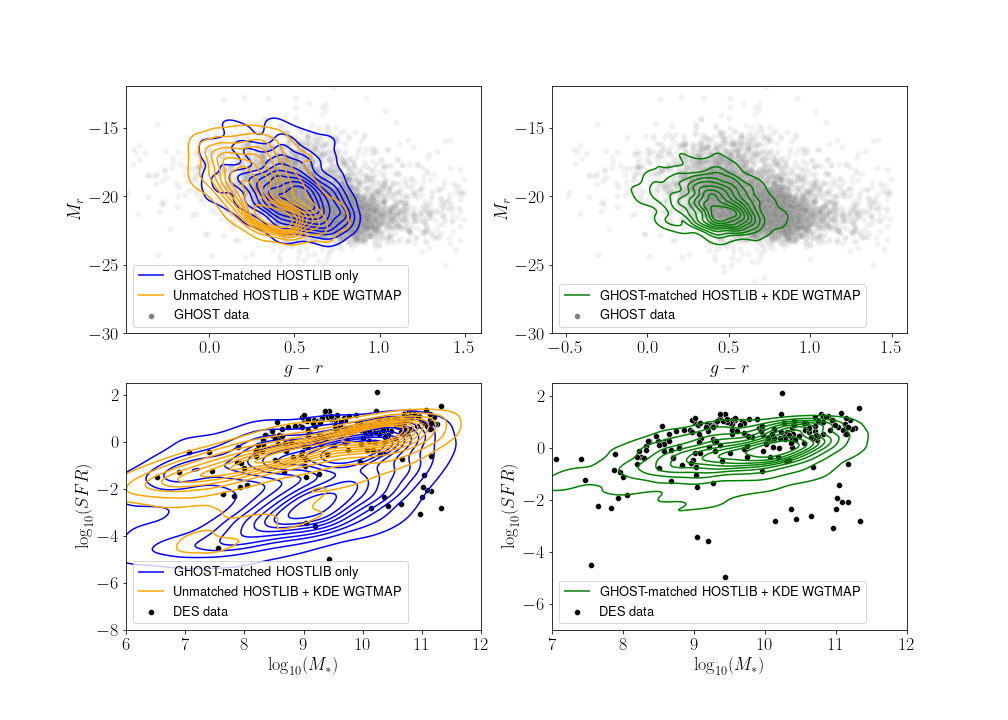 −15
−20
−25
−30
M_r
0.0 0.5 1.0 1.5
g − r
GHOST-matched HOSTLIB only
Unmatched HOSTLIB + KDE WGTMAP
GHOST data
−15
−20
−25
−30
M_r
−0.5 0.0 0.5 1.0 1.5
g − r
GHOST-matched HOSTLIB + KDE WGTMAP
GHOST data
2
0
−2
−4
−6
−8
log₁₀(SFR)
6 7 8 9 10 11 12
log₁₀(M_*)
GHOST-matched HOSTLIB only
Unmatched HOSTLIB + KDE WGTMAP
DES data
2
0
−2
−4
−6
log₁₀(SFR)
7 8 9 10 11 12
log₁₀(M_*)
GHOST-matched HOSTLIB + KDE WGTMAP
DES data